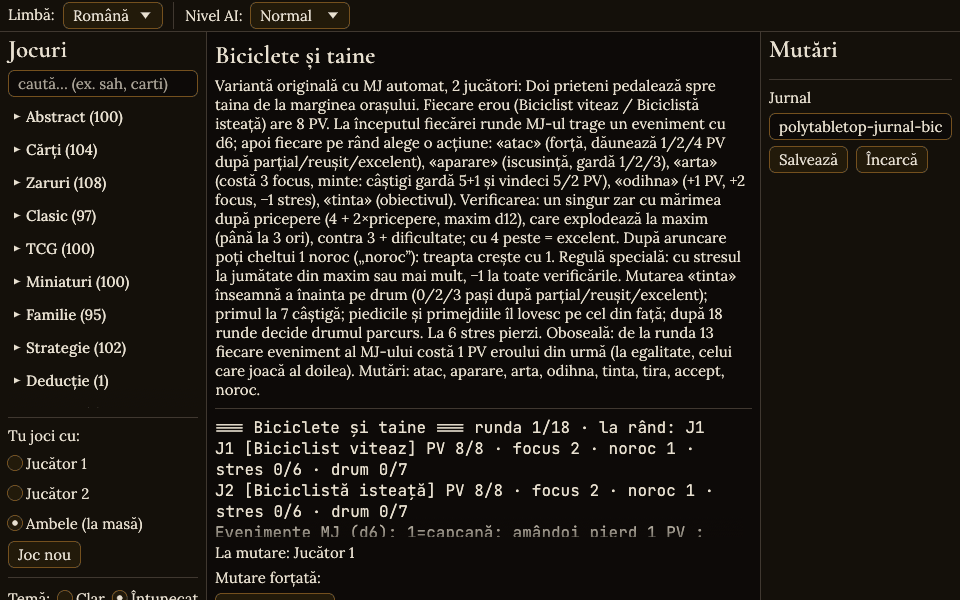 Limbă: Română Nivel AI: Normal
Jocuri
caută... (ex. sah, carti)
Abstract (100)
Cărți (104)
Zaruri (108)
Clasic (97)
TCG (100)
Miniaturi (100)
Familie (95)
Strategie (102)
Deducție (1)
Tu joci cu:
Jucător 1
Jucător 2
Ambele (la masă)
Joc nou
Temă: Clar Întunecat
Biciclete și taine
Variantă originală cu MJ automat, 2 jucători: Doi prieteni pedalează spre
taina de la marginea orașului. Fiecare erou (Biciclist viteaz / Biciclistă
isteață) are 8 PV. La începutul fiecărei runde MJ-ul trage un eveniment cu
d6; apoi fiecare pe rând alege o acțiune: «atac» (forță, dăunează 1/2/4 PV
după parțial/reușit/excelent), «aparare» (iscusință, gardă 1/2/3), «arta»
(costă 3 focus, minte: câștigi gardă 5+1 și vindeci 5/2 PV), «odihna» (+1 PV, +2
focus, −1 stres), «tinta» (obiectivul). Verificarea: un singur zar cu mărimea
după pricepere (4 + 2×pricepere, maxim d12), care explodează la maxim
(până la 3 ori), contra 3 + dificultate; cu 4 peste = excelent. După aruncare
poți cheltui 1 noroc („noroc”): treapta crește cu 1. Regulă specială: cu stresul
la jumătate din maxim sau mai mult, −1 la toate verificările. Mutarea «tinta»
înseamnă a înainta pe drum (0/2/3 pași după parțial/reușit/excelent);
primul la 7 câștigă; piedicile și primejdiile îl lovesc pe cel din față; după 18
runde decide drumul parcurs. La 6 stres pierzi. Oboseală: de la runda 13
fiecare eveniment al MJ-ului costă 1 PV eroului din urmă (la egalitate, celui
care joacă al doilea). Mutări: atac, aparare, arta, odihna, tinta, tira, accept,
noroc.
=== Biciclete și taine === runda 1/18 · la rând: J1
J1 [Biciclist viteaz] PV 8/8 · focus 2 · noroc 1 ·
stres 0/6 · drum 0/7
J2 [Biciclistă isteață] PV 8/8 · focus 2 · noroc 1 ·
stres 0/6 · drum 0/7
Evenimente MJ (d6): 1=capcană: amândoi pierd 1 PV ;
La mutare: Jucător 1
Mutare forțată:
Mutări
Jurnal
polytabletop-jurnal-bic
Salvează Încarcă